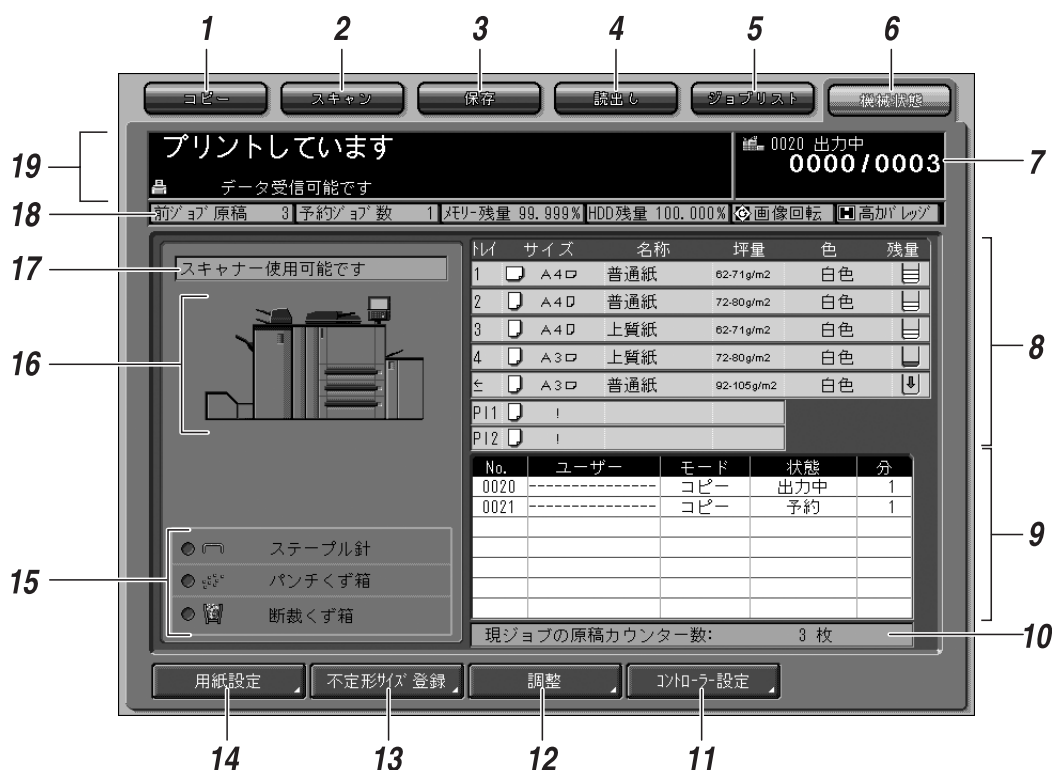 1 2 3 4 5 6
コピー スキャン 保存 読出し ジョブリスト 機械状態
19
プリントしています
データ受信可能です
0020 出力中
0000/0003
7
18
前ジョブ原稿 3 予約ジョブ数 1 メモリー残量 99.999% HDD残量 100.000% 画像回転 高カバレッジ
17
スキャナー使用可能です
16
トレイ サイズ 名称 坪量 色 残量
1 A4 普通紙 62-71g/m2 白色
2 A4 普通紙 72-80g/m2 白色
3 A4 上質紙 62-71g/m2 白色
4 A3 上質紙 72-80g/m2 白色
A3 普通紙 92-105g/m2 白色
PI1 !
PI2 !
8
No. ユーザー モード 状態 分
0020 --------------- コピー 出力中 1
0021 --------------- コピー 予約 1
9
15
ステープル針
パンチくず箱
断裁くず箱
現ジョブの原稿カウンター数: 3 枚
10
用紙設定 不定形サイズ登録 調整 コントローラー設定
14 13 12 11